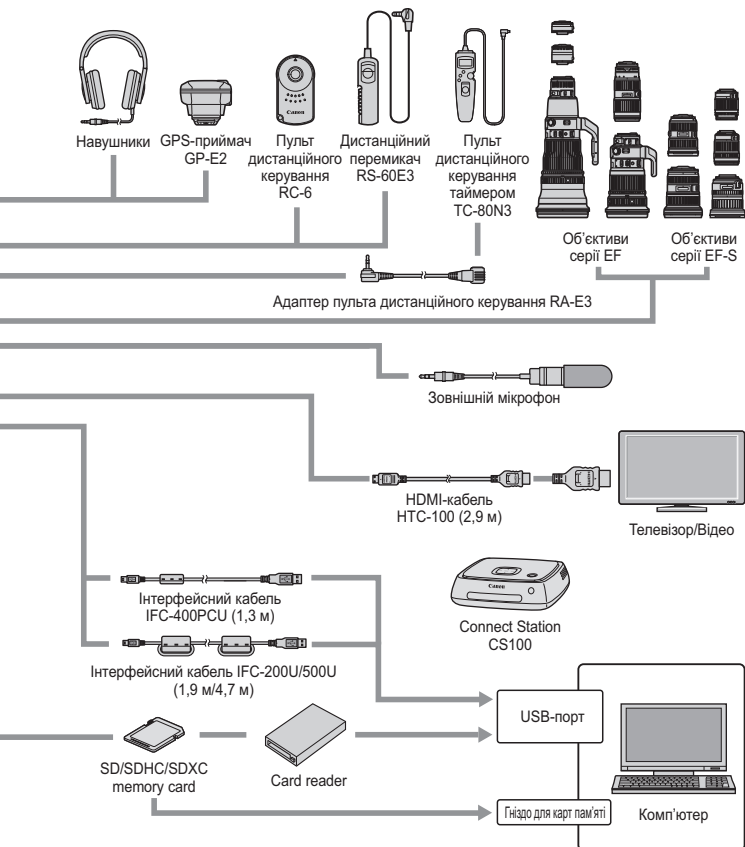 Canon
Навушники
GPS-приймач
GP-E2
Пульт
дистанційного
керування
RC-6
Дистанційний
перемикач
RS-60E3
Пульт
дистанційного
керування
таймером
TC-80N3
Об’єктиви
серії EF
Об’єктиви
серії EF-S
Адаптер пульта дистанційного керування RA-E3
Зовнішній мікрофон
HDMI-кабель
HTC-100 (2,9 м)
Телевізор/Відео
Інтерфейсний кабель
IFC-400PCU (1,3 м)
Canon
Connect Station
CS100
Інтерфейсний кабель IFC-200U/500U
(1,9 м/4,7 м)
USB-порт
SD/SDHC/SDXC
memory card
Card reader
Гніздо для карт пам’яті
Комп’ютер